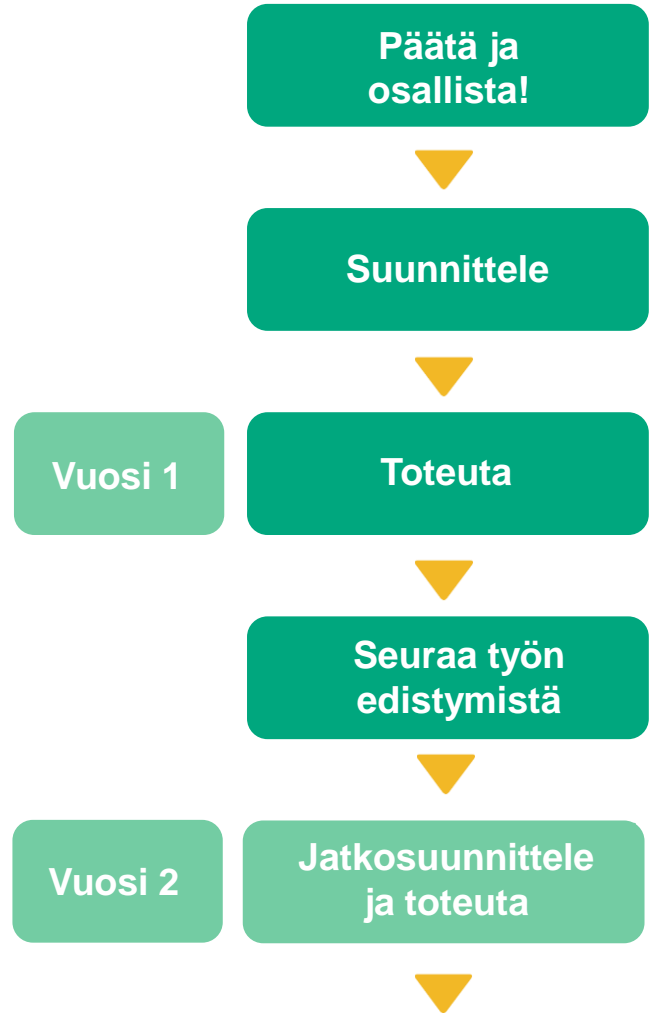 Päätä ja
osallista!
Suunnittele
Vuosi 1
Toteuta
Seuraa työn
edistymistä
Vuosi 2
Jatkosuunnittele
ja toteuta